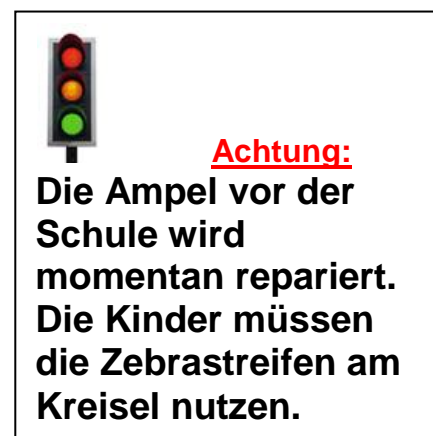 Achtung:
Die Ampel vor der
Schule wird
momentan repariert.
Die Kinder müssen
die Zebrastreifen am
Kreisel nutzen.